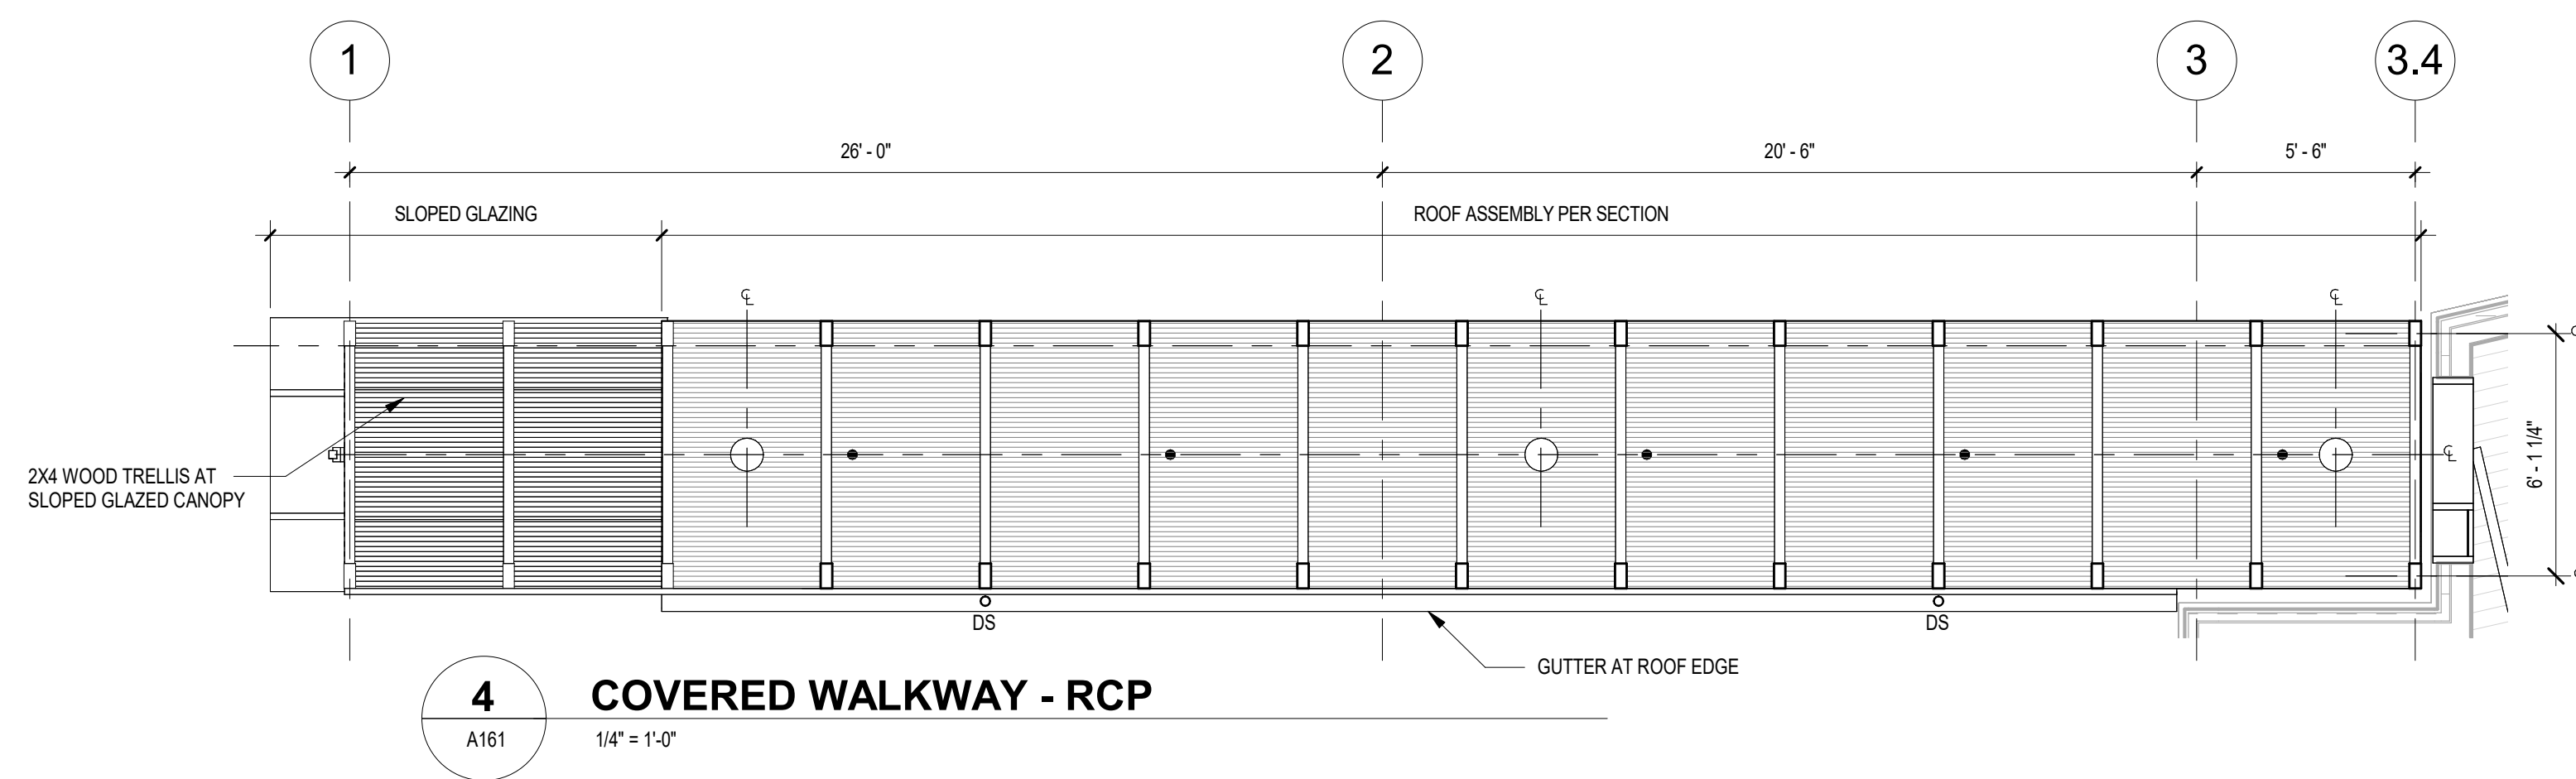 1
2
3
3.4
26' - 0"
20' - 6"
5' - 6"
SLOPED GLAZING
ROOF ASSEMBLY PER SECTION
℄
℄
℄
2X4 WOOD TRELLIS AT
SLOPED GLAZED CANOPY
℄
6' - 1 1/4"
DS
DS
GUTTER AT ROOF EDGE
4
COVERED WALKWAY - RCP
A161
1/4" = 1'-0"